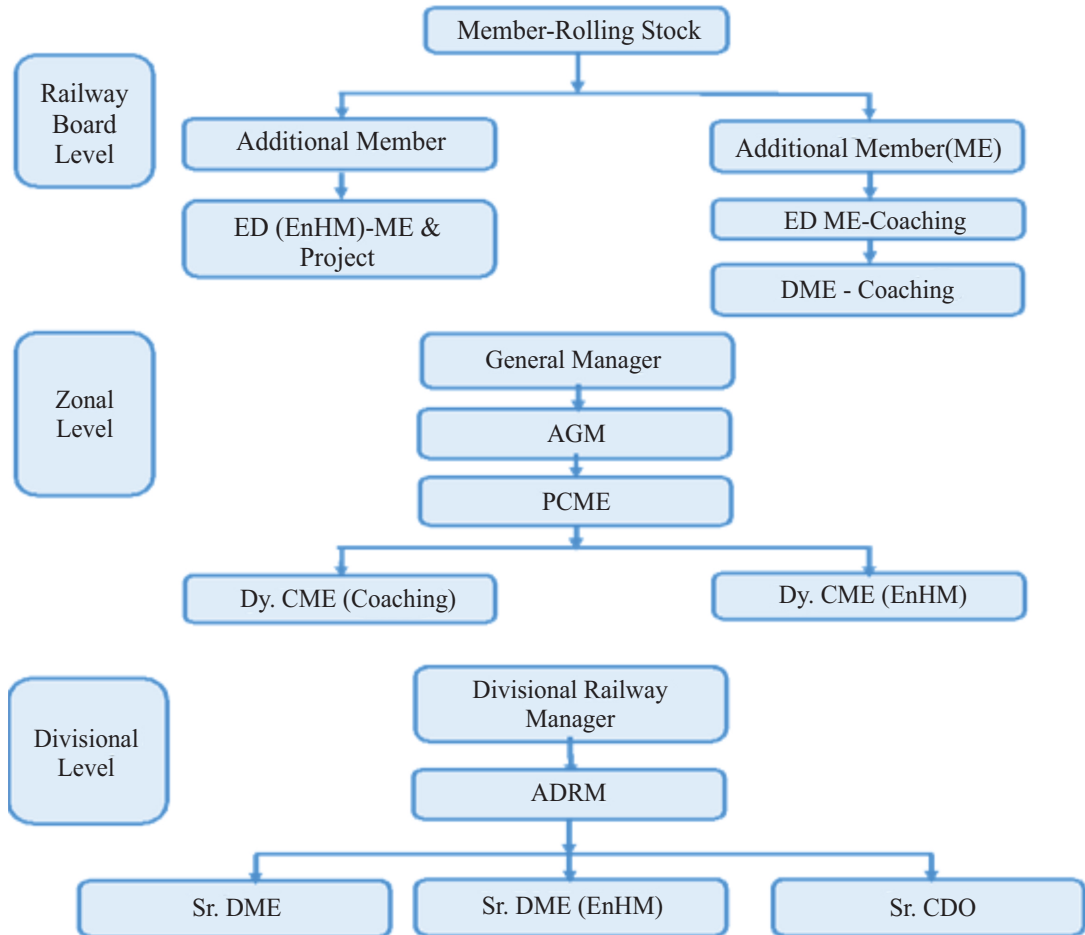 Member-Rolling Stock
Railway
Board
Level
Additional Member
Additional Member(ME)
ED (EnHM)-ME &
Project
ED ME-Coaching
DME - Coaching
Zonal
Level
General Manager
AGM
PCME
Dy. CME (Coaching)
Dy. CME (EnHM)
Divisional
Level
Divisional Railway
Manager
ADRM
Sr. DME
Sr. DME (EnHM)
Sr. CDO